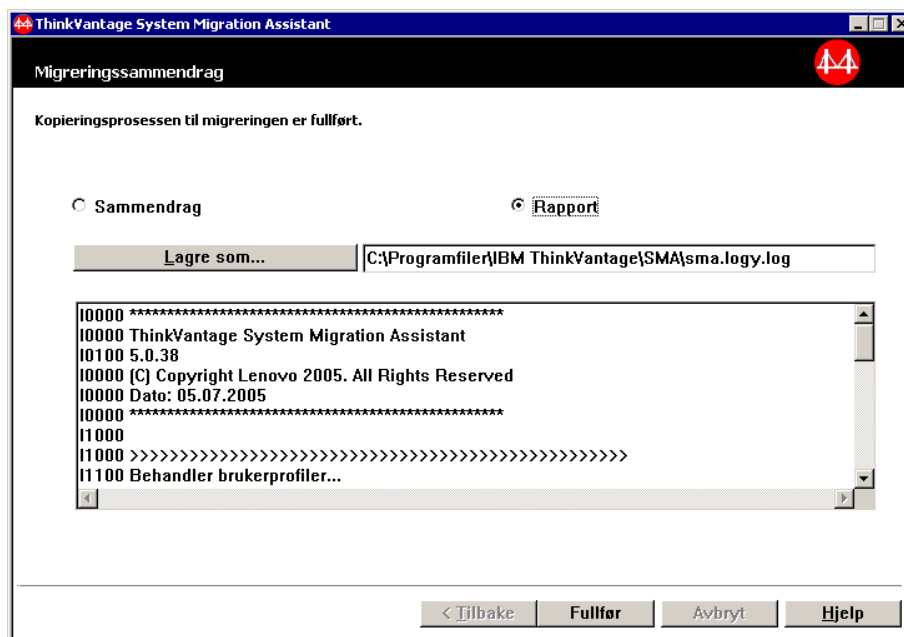 ThinkVantage System Migration Assistant
Migreringssammendrag
Kopieringsprosessen til migreringen er fullført.
Sammendrag
Rapport
Lagre som...
C:\Programfiler\IBM ThinkVantage\SMA\sma.logy.log
I0000 **************************************************
I0000 ThinkVantage System Migration Assistant
I0100 5.0.38
I0000 (C) Copyright Lenovo 2005. All Rights Reserved
I0000 Dato: 05.07.2005
I0000 **************************************************
I1000
I1000 >>>>>>>>>>>>>>>>>>>>>>>>>>>>>>>>>>>>>>>>>>>>>>>>>>
I1100 Behandler brukerprofiler...
< Tilbake
Fullfør
Avbryt
Hjelp